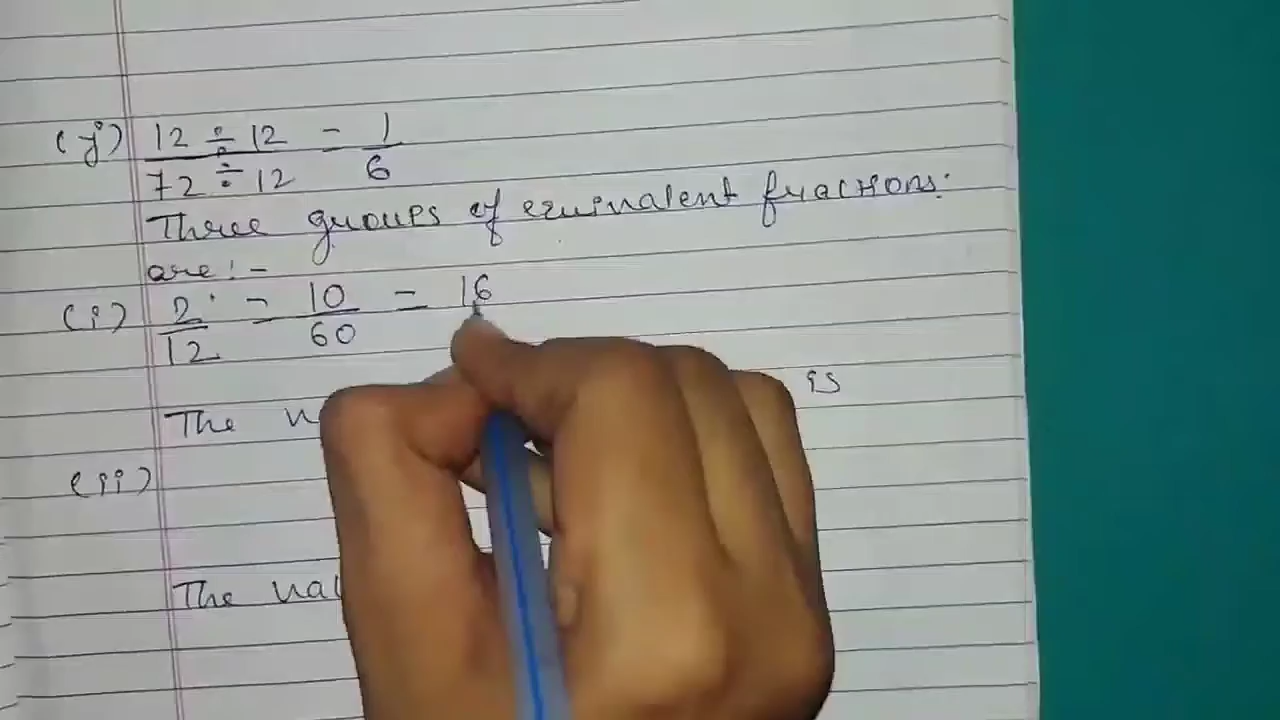 (j) 12 ÷ 12 / 72 ÷ 12 = 1/6
Three groups of equivalent fractions.
are:-
(i) 2/12 = 10/60 = 16
The is
(ii)
The